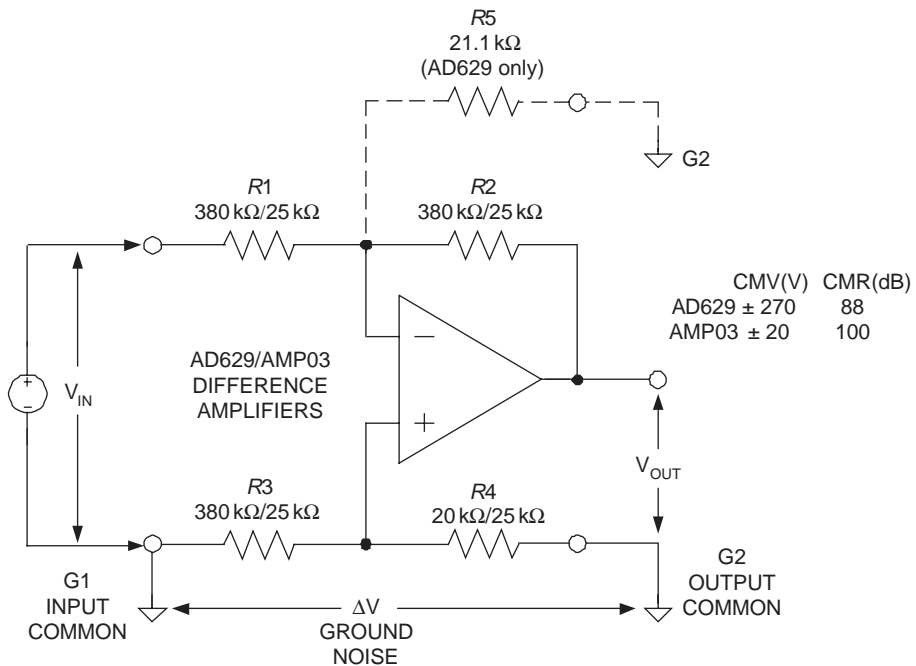 R5
21.1 kΩ
(AD629 only)
G2
R1
380 kΩ/25 kΩ
R2
380 kΩ/25 kΩ
CMV(V) CMR(dB)
AD629 ± 270 88
AMP03 ± 20 100
AD629/AMP03
DIFFERENCE
AMPLIFIERS
+
−
VIN
−
+
VOUT
R3
380 kΩ/25 kΩ
R4
20 kΩ/25 kΩ
G1
INPUT
COMMON
ΔV
GROUND
NOISE
G2
OUTPUT
COMMON